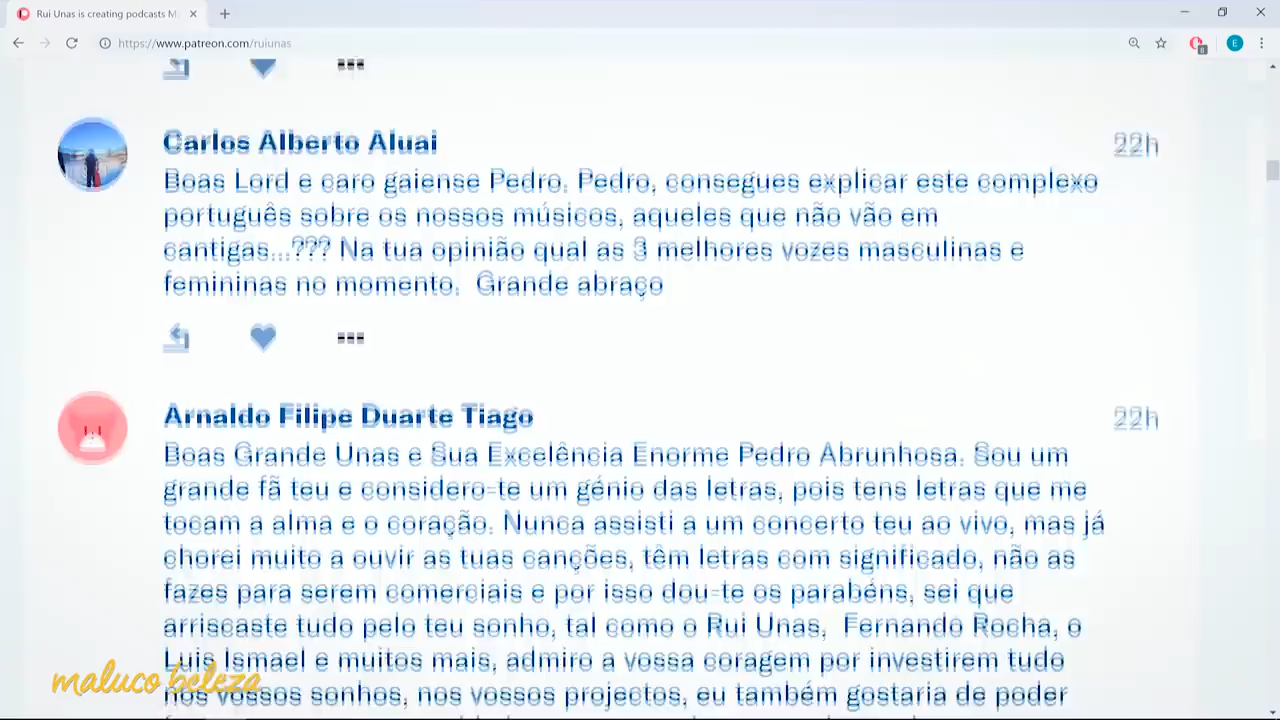 Rui Unas is creating podcasts M
https://www.patreon.com/ruiunas
E
Carlos Alberto Aluai
22h
Boas Lord e caro gaiense Pedro. Pedro, consegues explicar este complexo
português sobre os nossos músicos, aqueles que não vão em
cantigas...??? Na tua opinião qual as 3 melhores vozes masculinas e
femininas no momento. Grande abraço
Arnaldo Filipe Duarte Tiago
22h
Boas Grande Unas e Sua Excelência Enorme Pedro Abrunhosa. Sou um
grande fã teu e considero-te um génio das letras, pois tens letras que me
tocam a alma e o coração. Nunca assisti a um concerto teu ao vivo, mas já
chorei muito a ouvir as tuas canções, têm letras com significado, não as
fazes para serem comerciais e por isso dou-te os parabéns, sei que
arriscaste tudo pelo teu sonho, tal como o Rui Unas, Fernando Rocha, o
Luis Ismael e muitos mais, admiro a vossa coragem por investirem tudo
nos vossos sonhos, nos vossos projectos, eu também gostaria de poder
maluco beleza